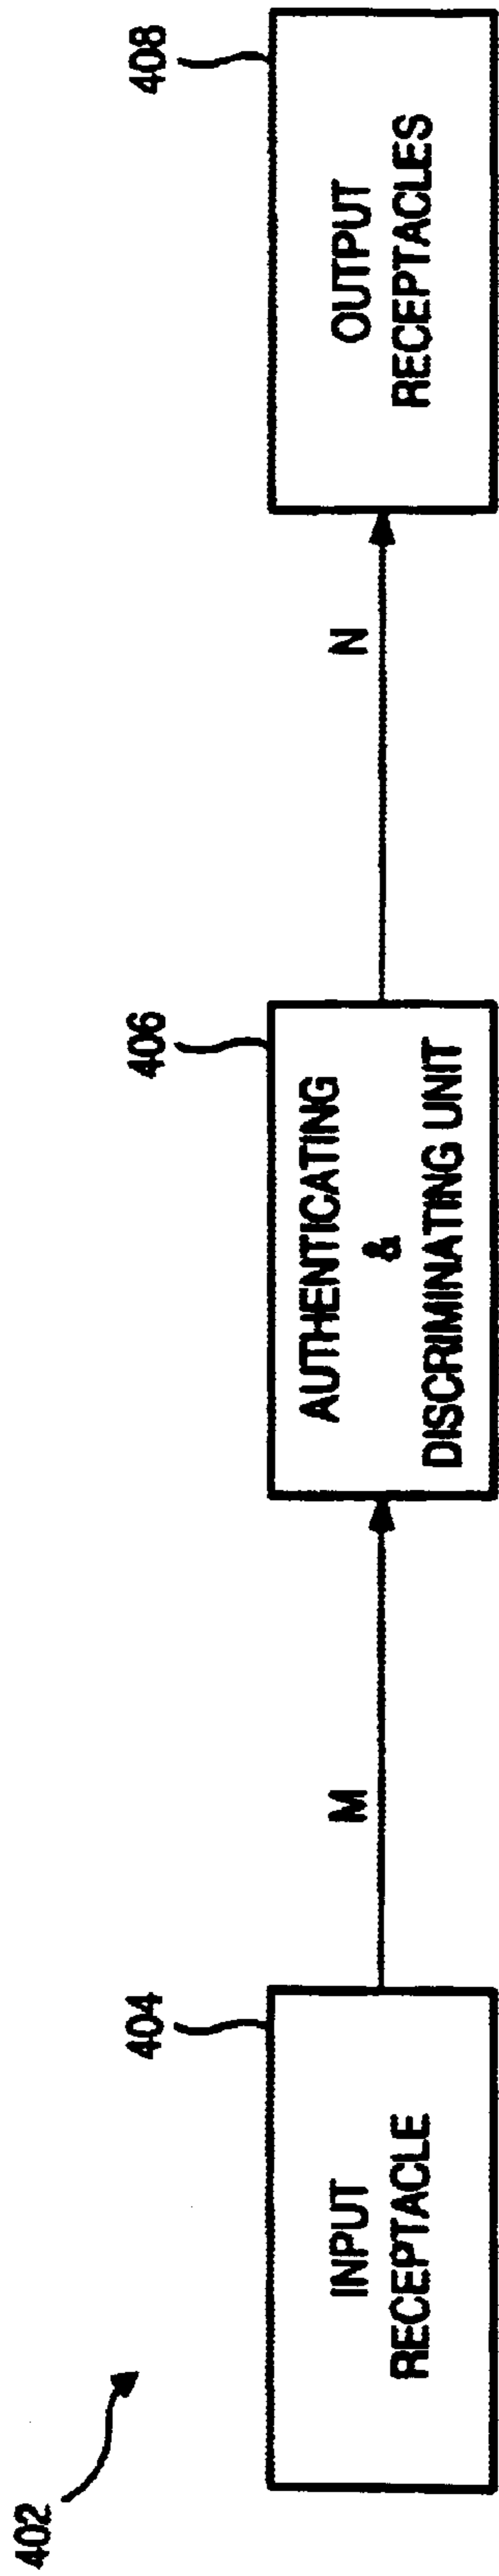 402
404
INPUT
RECEPTACLE
M
406
AUTHENTICATING
&
DISCRIMINATING UNIT
N
408
OUTPUT
RECEPTACLES